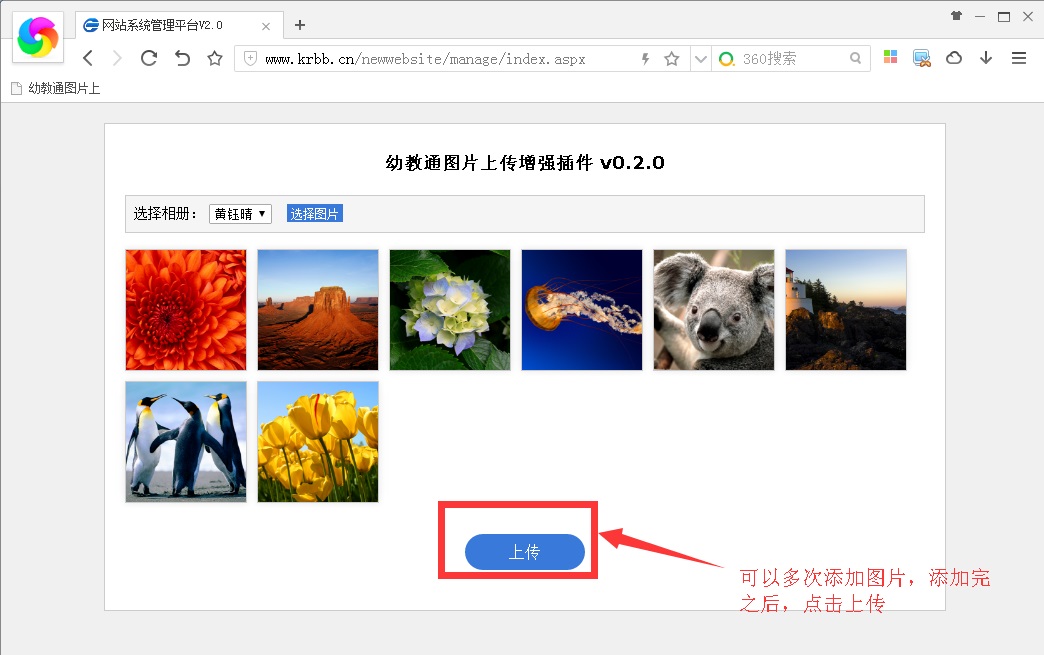 网站系统管理平台V2.0
www.krbb.cn/newwebsite/manage/index.aspx
360搜索
幼教通图片上
幼教通图片上传增强插件 v0.2.0
选择相册： 黄钰晴 选择图片
上传
可以多次添加图片，添加完
之后，点击上传